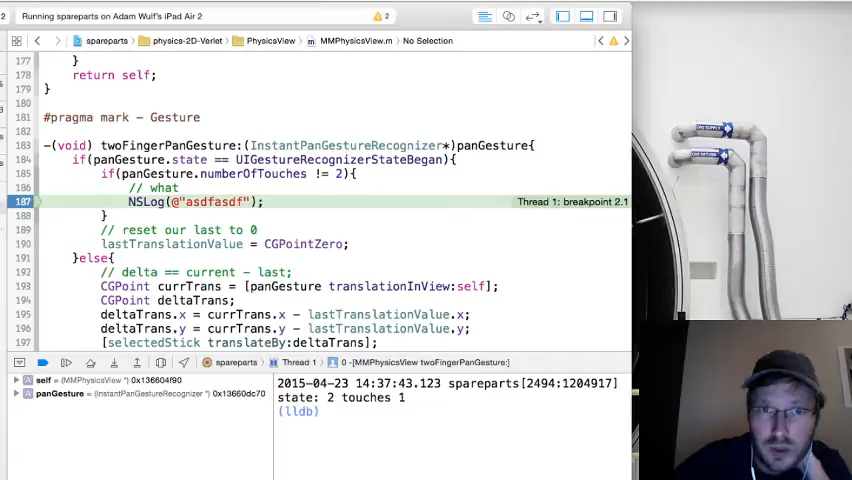 2
Running spareparts on Adam Wulf's iPad Air 2
2
spareparts
physics-2D-Verlet
PhysicsView
MMPhysicsView.m
No Selection
177 }
178 return self;
179 }
180
181 #pragma mark - Gesture
182
183 -(void) twoFingerPanGesture:(InstantPanGestureRecognizer*)panGesture{
184 if(panGesture.state == UIGestureRecognizerStateBegan){
185 if(panGesture.numberOfTouches != 2){
186 // what
187 NSLog(@"asdfasdf"); Thread 1: breakpoint 2.1
188 }
189 // reset our last to 0
190 lastTranslationValue = CGPointZero;
191 }else{
192 // delta == current - last;
193 CGPoint currTrans = [panGesture translationInView:self];
194 CGPoint deltaTrans;
195 deltaTrans.x = currTrans.x - lastTranslationValue.x;
196 deltaTrans.y = currTrans.y - lastTranslationValue.y;
197 [selectedStick translateBy:deltaTrans];
spareparts
Thread 1
0 -[MMPhysicsView twoFingerPanGesture:]
A self = (MMPhysicsView *) 0x136604f90
A panGesture = (InstantPanGestureRecognizer *) 0x13660dc70
2015-04-23 14:37:43.123 spareparts[2494:1204917]
state: 2 touches 1
(lldb)